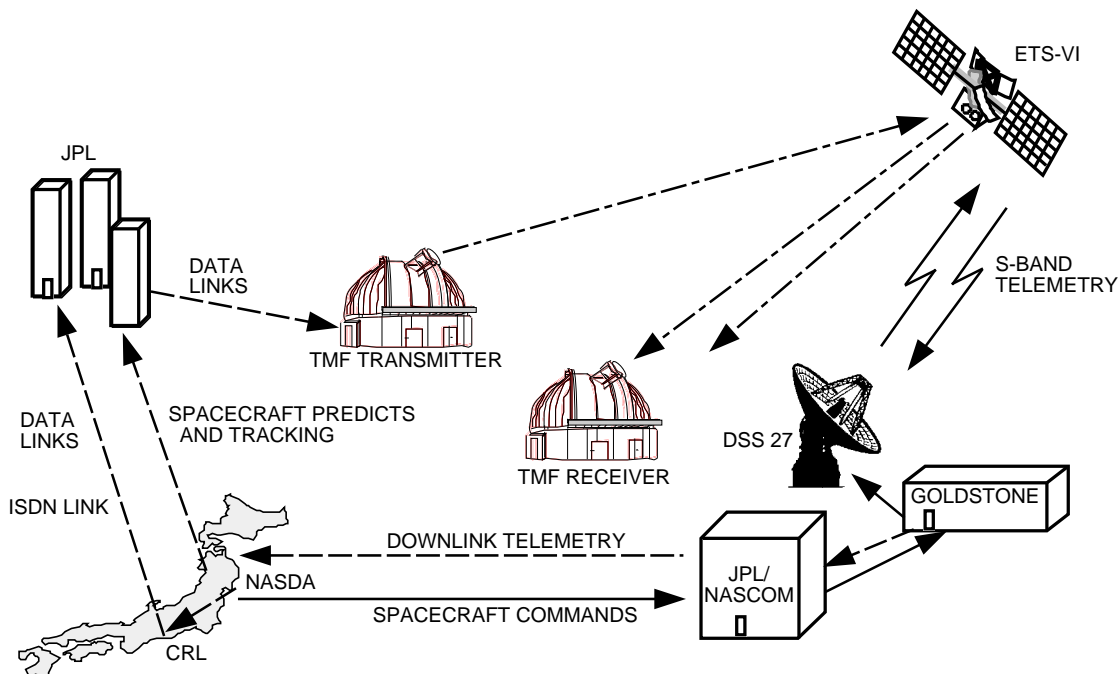 ETS-VI
JPL
DATA
LINKS
S-BAND
TELEMETRY
TMF TRANSMITTER
DATA
LINKS
SPACECRAFT PREDICTS
AND TRACKING
DSS 27
TMF RECEIVER
GOLDSTONE
ISDN LINK
DOWNLINK TELEMETRY
JPL/
NASCOM
NASDA
SPACECRAFT COMMANDS
CRL